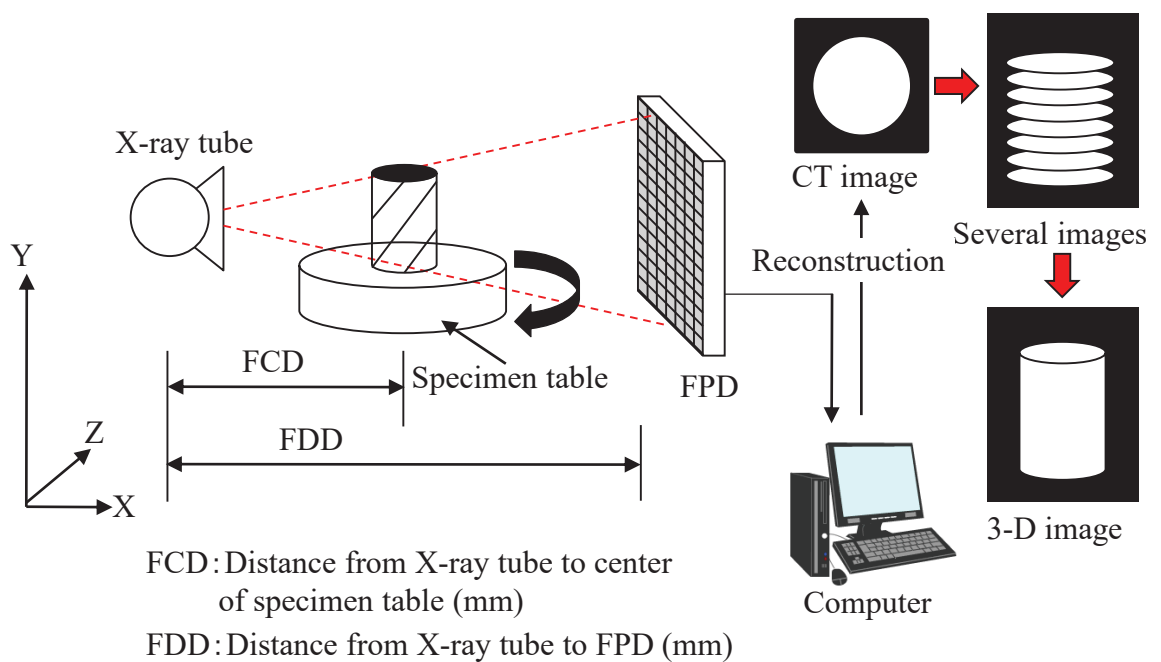 X-ray tube
CT image
Several images
Reconstruction
Y
Z
X
FCD
Specimen table
FPD
FDD
3-D image
Computer
FCD：Distance from X-ray tube to center
of specimen table (mm)
FDD：Distance from X-ray tube to FPD (mm)